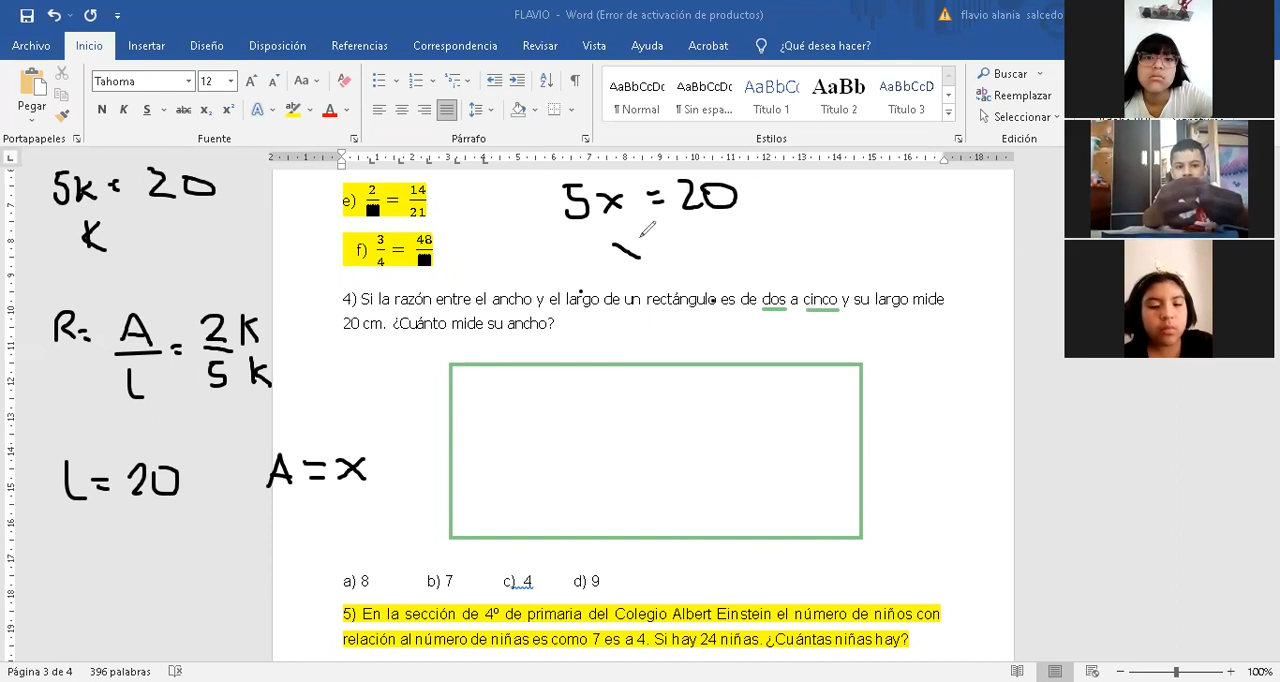 FLAVIO - Word (Error de activación de productos)
flavio alania salcedo
Archivo Inicio Insertar Diseño Disposición Referencias Correspondencia Revisar Vista Ayuda Acrobat ¿Qué desea hacer?
Pegar
Tahoma 12
N K S abc x₂ x²
AaBbCcDc AaBbCcDc AaBbC AaBb AaBbCcD
¶ Normal ¶ Sin espa... Título 1 Título 2 Título 3
Buscar
Reemplazar
Seleccionar
Portapapeles Fuente Párrafo Estilos Edición
5k = 20
K
R = A/L = 2K/5K
L = 20
A = x
e) 2/■ = 14/21
5x = 20
f) 3/4 = 48/■
4) Si la razón entre el ancho y el largo de un rectángulo es de dos a cinco y su largo mide
20 cm. ¿Cuánto mide su ancho?
a) 8 b) 7 c) 4 d) 9
5) En la sección de 4º de primaria del Colegio Albert Einstein el número de niños con
relación al número de niñas es como 7 es a 4. Si hay 24 niñas. ¿Cuántas niñas hay?
Página 3 de 4 396 palabras 100%